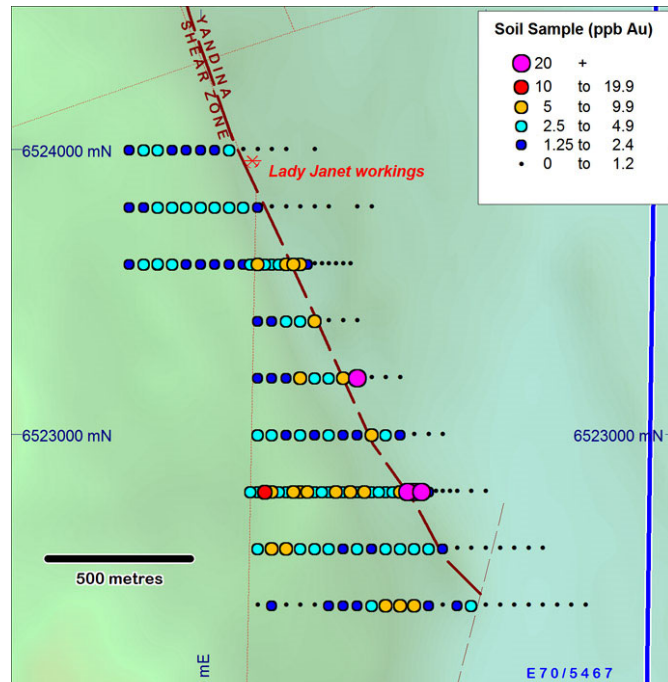 YANDINA
SHEAR ZONE
Soil Sample (ppb Au)
20 +
10 to 19.9
5 to 9.9
2.5 to 4.9
1.25 to 2.4
0 to 1.2
6524000 mN
Lady Janet workings
6523000 mN
6523000 mN
500 metres
mE
E70/5467